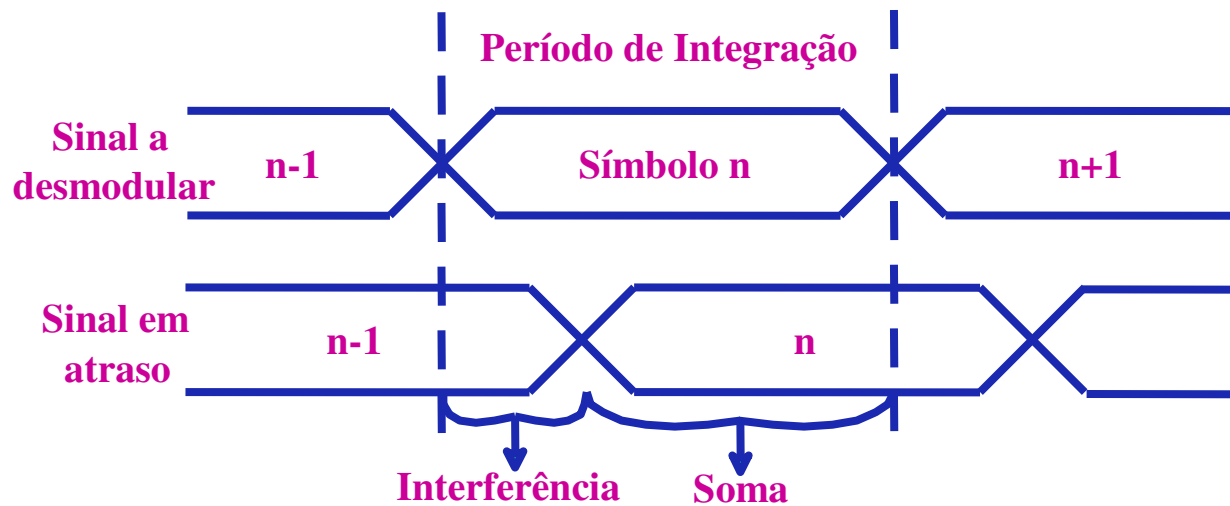 Período de Integração
Sinal a
desmodular
n-1
Símbolo n
n+1
Sinal em
atraso
n-1
n
Interferência
Soma